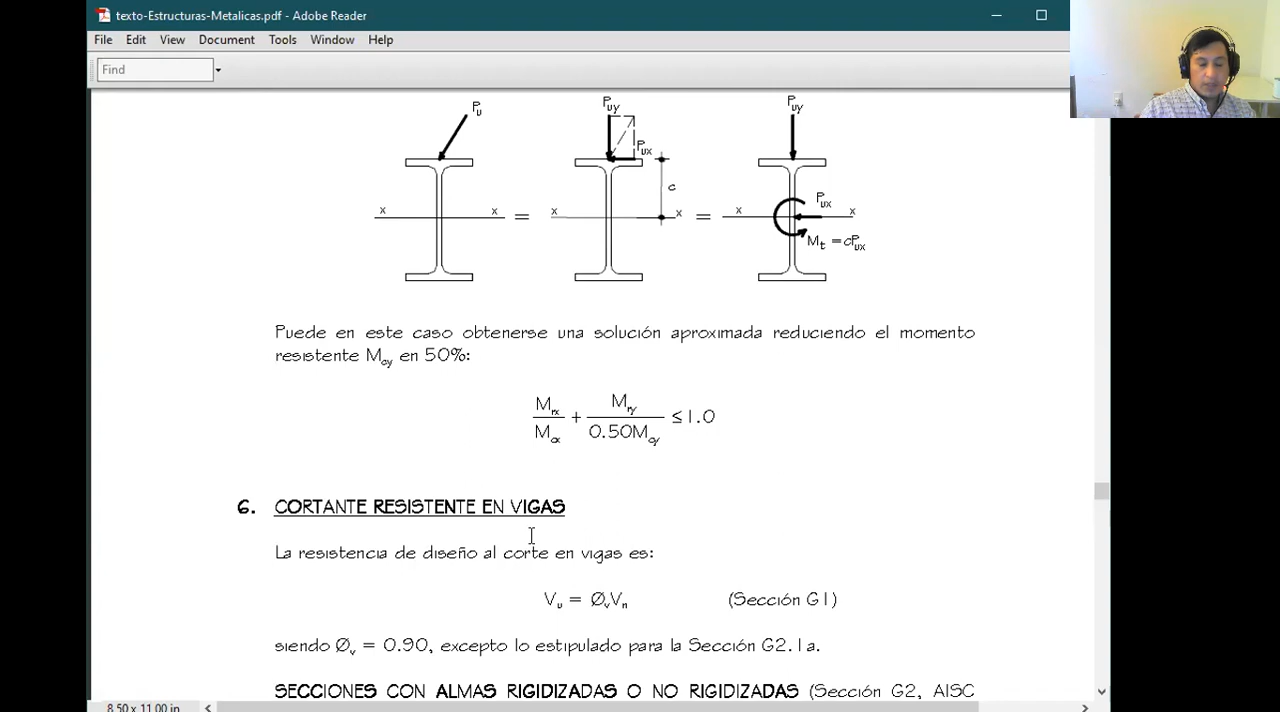 texto-Estructuras-Metalicas.pdf - Adobe Reader
File Edit View Document Tools Window Help
Find
Pu
Puy
Pux
c
x x = x x = x x
Puy
Pux
Mt = cPux
Puede en este caso obtenerse una solución aproximada reduciendo el momento
resistente Mcy en 50%:
Mrx/Mcx + Mry/0.50Mcy ≤ 1.0
6. CORTANTE RESISTENTE EN VIGAS
La resistencia de diseño al corte en vigas es:
Vu = ØvVn (Sección G1)
siendo Øv = 0.90, excepto lo estipulado para la Sección G2.1a.
SECCIONES CON ALMAS RIGIDIZADAS O NO RIGIDIZADAS (Sección G2, AISC
8.50 x 11.00 in